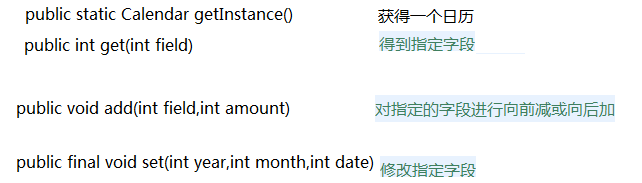 public static Calendar getInstance() 获得一个日历
public int get(int field) 得到指定字段
public void add(int field,int amount) 对指定的字段进行向前减或向后加
public final void set(int year,int month,int date) 修改指定字段